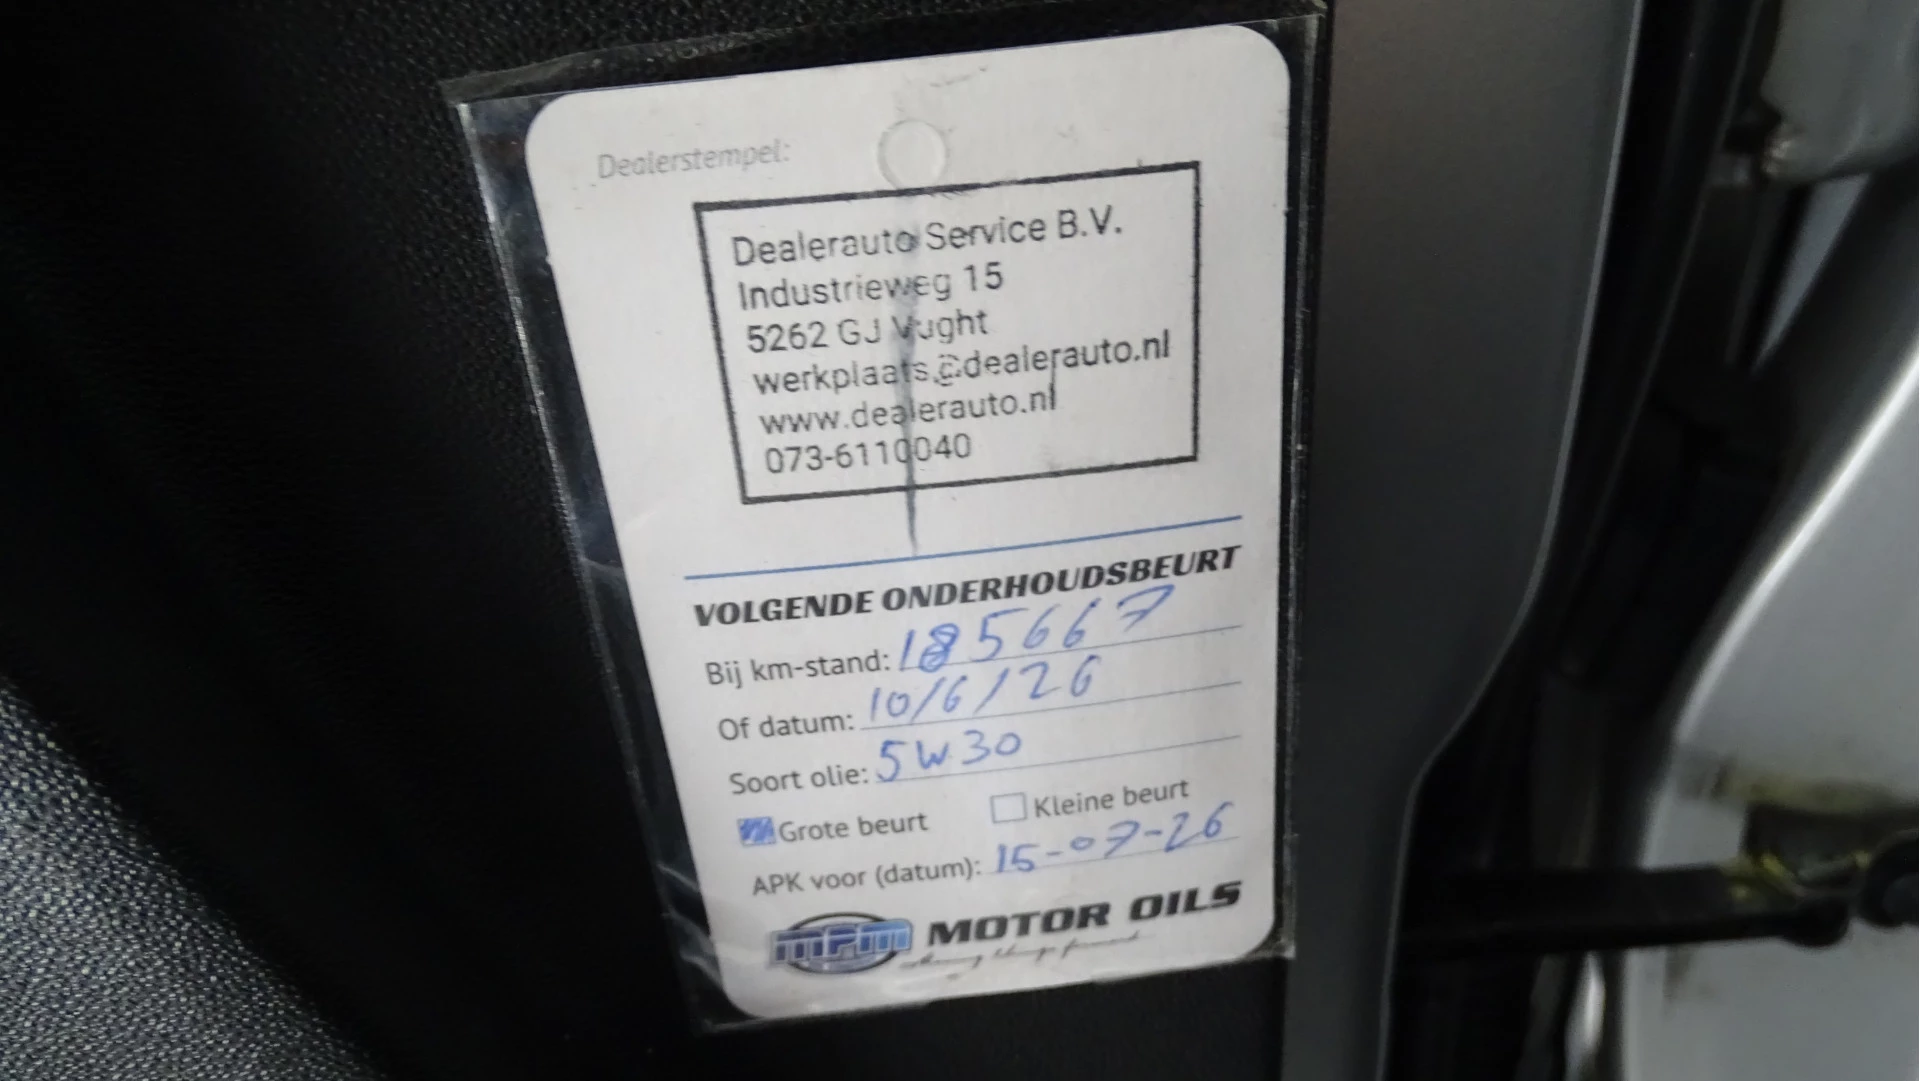 Dealerstempel:
Dealerauto Service B.V.
Industrieweg 15
5262 GJ Vught
werkplaats@dealerauto.nl
www.dealerauto.nl
073-6110040
VOLGENDE ONDERHOUDSBEURT
Bij km-stand: 185667
Of datum: 10/6/26
Soort olie: 5W30
Grote beurt Kleine beurt
APK voor (datum): 15-07-26
MPM MOTOR OILS